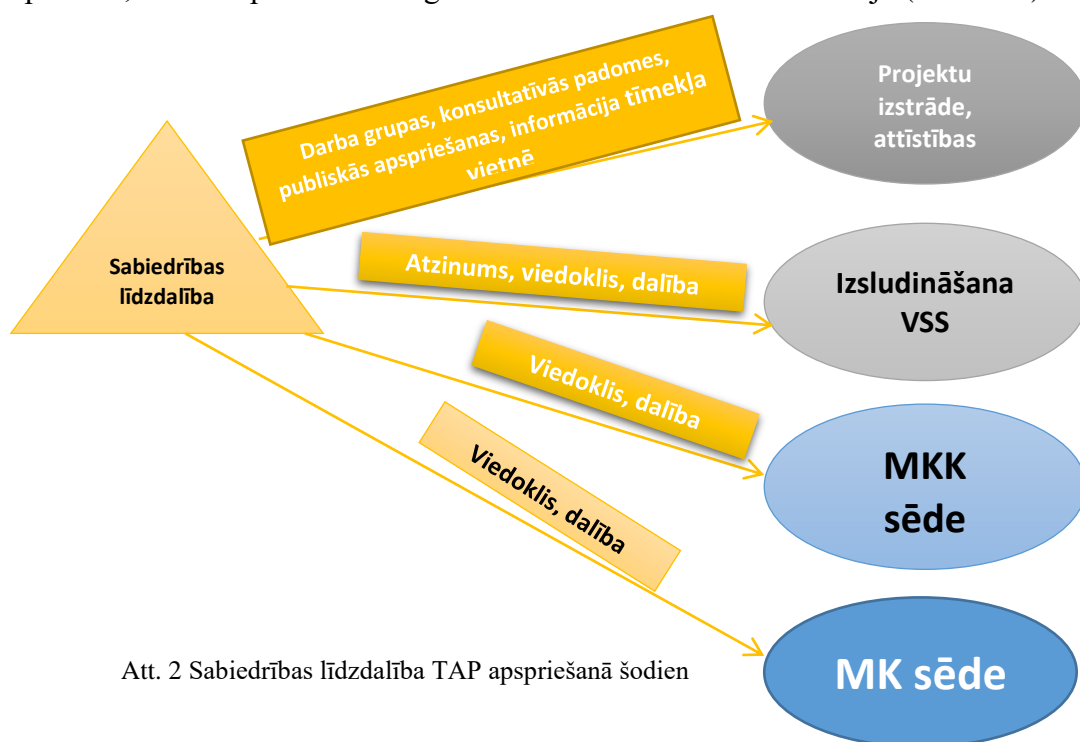 Darba grupas, konsultatīvās padomes,
publiskās apspriešanas, informācija tīmekļa
vietnē
Projektu
izstrāde,
attīstības
Sabiedrības
līdzdalība
Atzinums, viedoklis, dalība
Izsludināšana
VSS
Viedoklis, dalība
MKK
sēde
Viedoklis, dalība
MK sēde
Att. 2 Sabiedrības līdzdalība TAP apspriešanā šodien